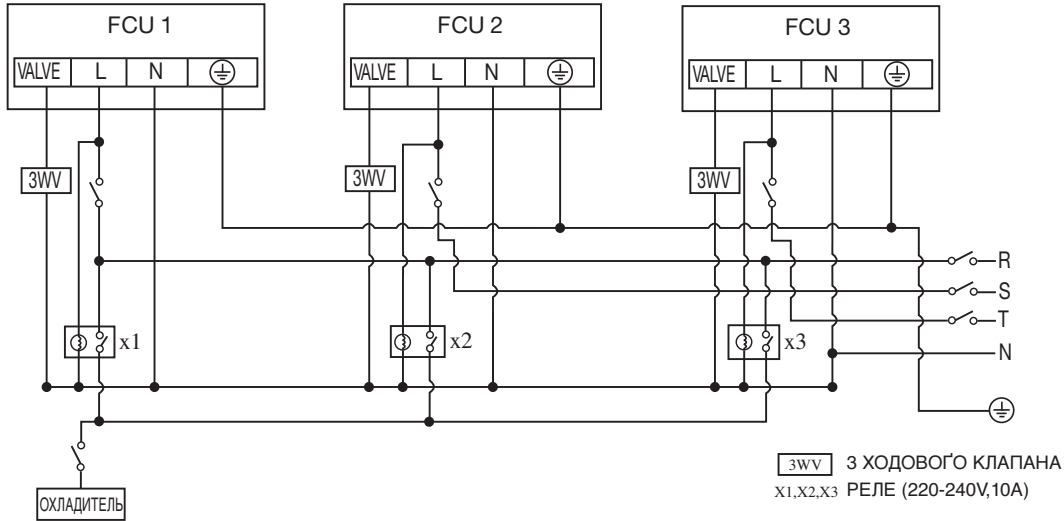 FCU 1
FCU 2
FCU 3
VALVE L N
VALVE L N
VALVE L N
3WV
3WV
3WV
R
S
T
N
x1
x2
x3
ОХЛАДИТЕЛЬ
3WV 3 ХОДОВОҐО КЛАПАНА
X1,X2,X3 РЕЛЕ (220-240V,10A)